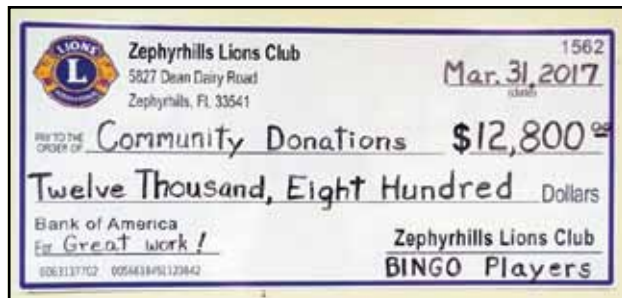 LIONS
L
INTERNATIONAL
Zephyrhills Lions Club
5827 Dean Dairy Road
Zephyrhills, FL 33541
1562
Mar. 31, 2017
(date)
PAY TO THE
ORDER OF Community Donations $12,800.00
Twelve Thousand, Eight Hundred Dollars
Bank of America
For Great work!
Zephyrhills Lions Club
BINGO Players